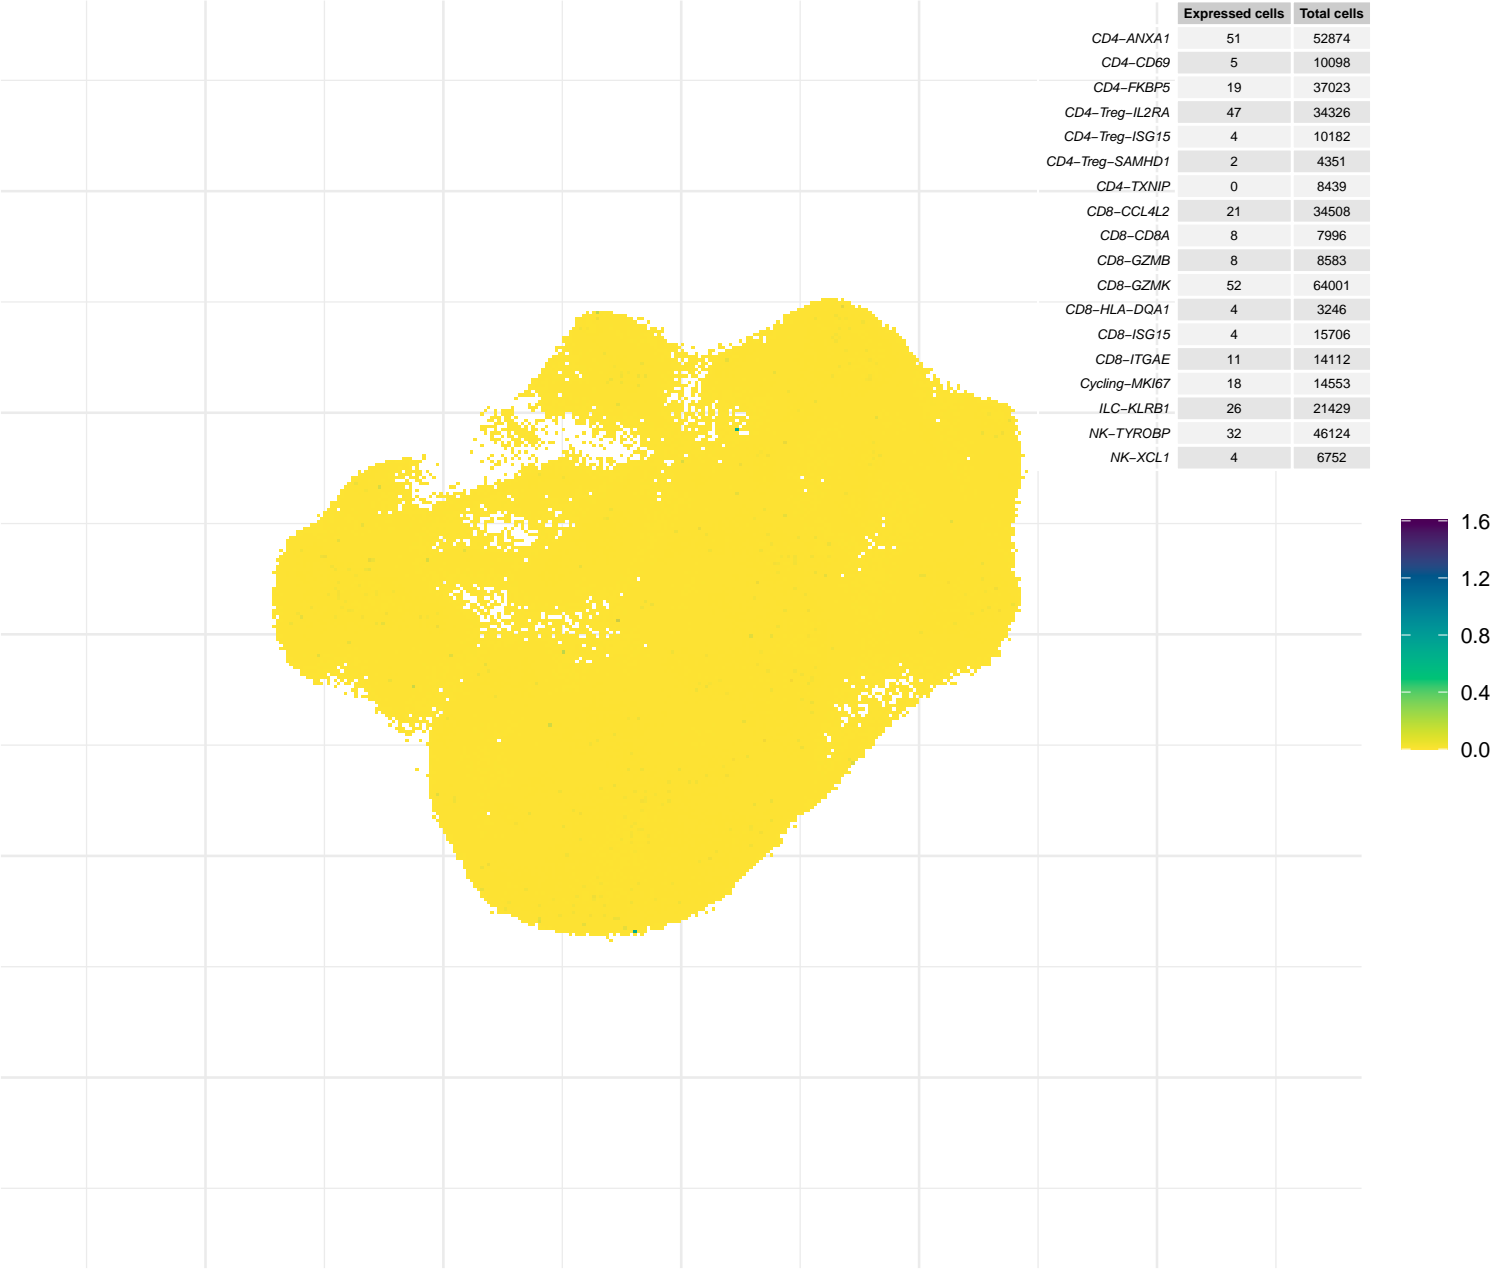 Expressed cells Total cells
CD4−ANXA1 51 52874
CD4−CD69 5 10098
CD4−FKBP5 19 37023
CD4−Treg−IL2RA 47 34326
CD4−Treg−ISG15 4 10182
CD4−Treg−SAMHD1 2 4351
CD4−TXNIP 0 8439
CD8−CCL4L2 21 34508
CD8−CD8A 8 7996
CD8−GZMB 8 8583
CD8−GZMK 52 64001
CD8−HLA−DQA1 4 3246
CD8−ISG15 4 15706
CD8−ITGAE 11 14112
Cycling−MKI67 18 14553
ILC−KLRB1 26 21429
NK−TYROBP 32 46124
NK−XCL1 4 6752
1.6
1.2
0.8
0.4
0.0